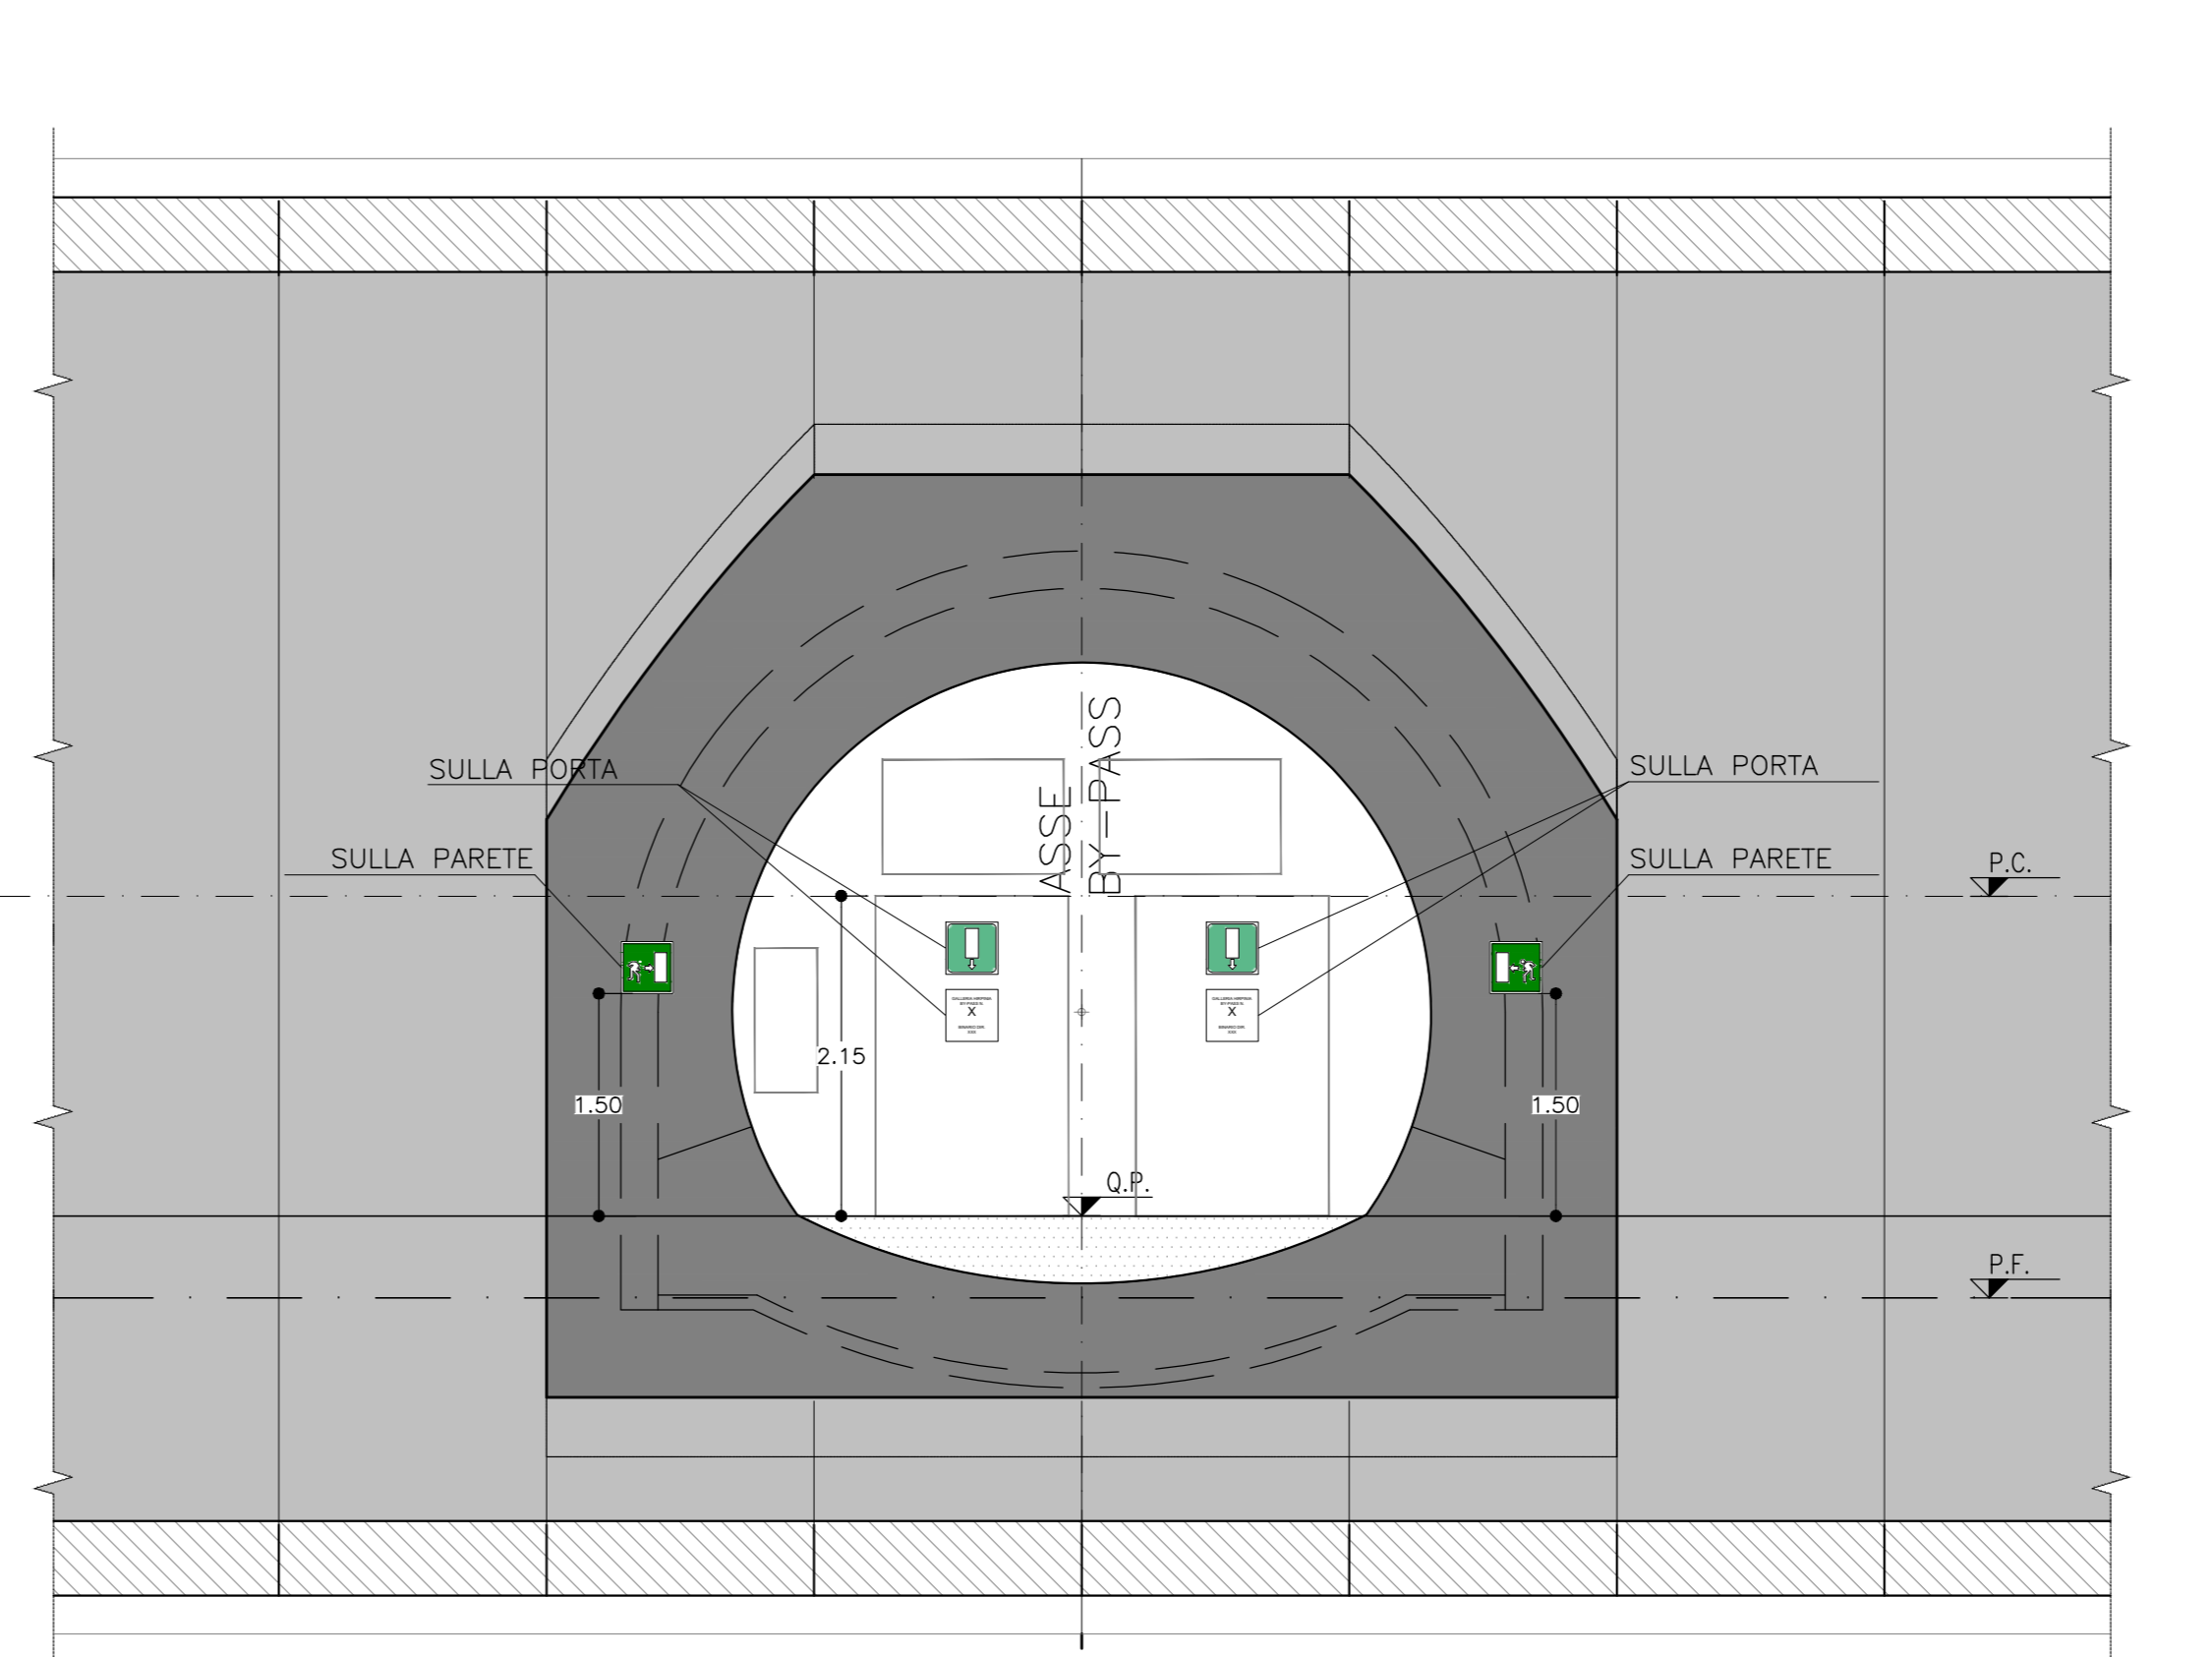 ASSE
BY-PASS
SULLA PORTA
SULLA PORTA
SULLA PARETE
SULLA PARETE
P.C.
X
X
2.15
1.50
1.50
Q.P.
P.F.